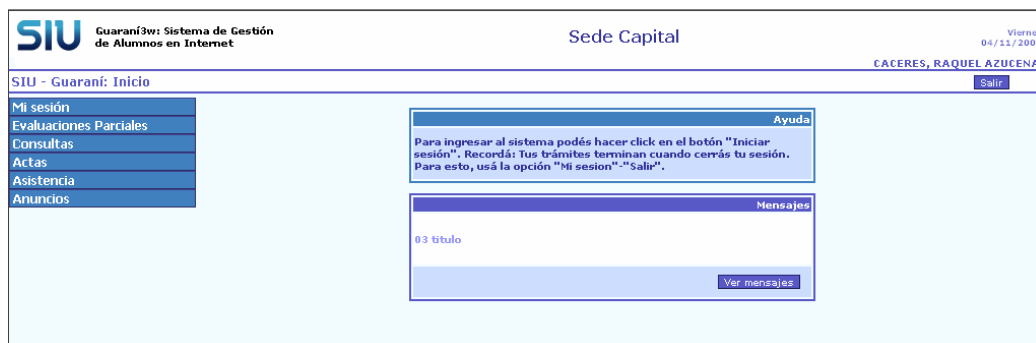 SIU
Guaraní3w: Sistema de Gestión
de Alumnos en Internet
Sede Capital
04/11/200
CACERES, RAQUEL AZUCENA
SIU - Guaraní: Inicio
Salir
Mi sesión
Evaluaciones Parciales
Consultas
Actas
Asistencia
Anuncios
Ayuda
Para ingresar al sistema podés hacer click en el botón "Iniciar
sesión". Recordá: Tus trámites terminan cuando cerrás tu sesión.
Para esto, usá la opción "Mi sesion"-"Salir".
Mensajes
03 titulo
Ver mensajes